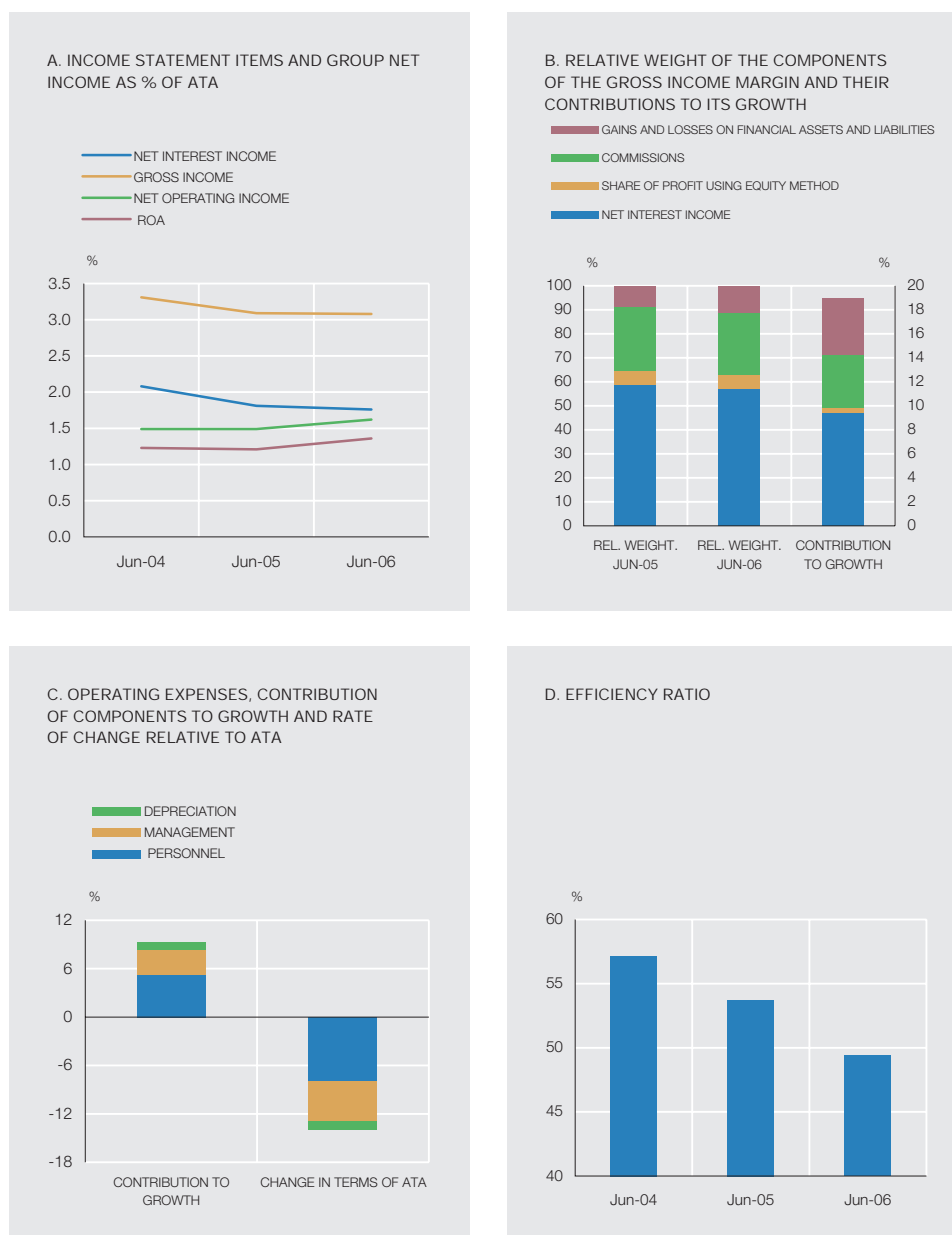 A. INCOME STATEMENT ITEMS AND GROUP NET
INCOME AS % OF ATA
NET INTEREST INCOME
GROSS INCOME
NET OPERATING INCOME
ROA
%
3.5
3.0
2.5
2.0
1.5
1.0
0.5
0.0
Jun-04 Jun-05 Jun-06
B. RELATIVE WEIGHT OF THE COMPONENTS
OF THE GROSS INCOME MARGIN AND THEIR
CONTRIBUTIONS TO ITS GROWTH
GAINS AND LOSSES ON FINANCIAL ASSETS AND LIABILITIES
COMMISSIONS
SHARE OF PROFIT USING EQUITY METHOD
NET INTEREST INCOME
% %
100 20
90 18
80 16
70 14
60 12
50 10
40 8
30 6
20 4
10 2
0 0
REL. WEIGHT. REL. WEIGHT. CONTRIBUTION
JUN-05 JUN-06 TO GROWTH
C. OPERATING EXPENSES, CONTRIBUTION
OF COMPONENTS TO GROWTH AND RATE
OF CHANGE RELATIVE TO ATA
DEPRECIATION
MANAGEMENT
PERSONNEL
%
12
6
0
-6
-12
-18
CONTRIBUTION TO CHANGE IN TERMS OF ATA
GROWTH
D. EFFICIENCY RATIO
%
60
55
50
45
40
Jun-04 Jun-05 Jun-06